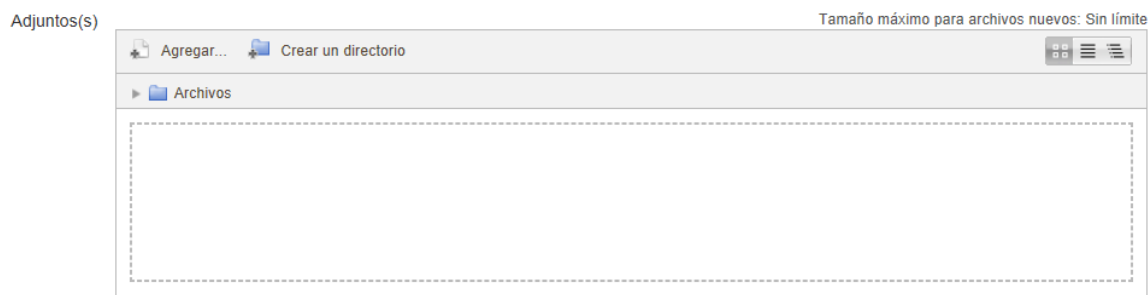 Adjuntos(s)
Tamaño máximo para archivos nuevos: Sin límite
Agregar... Crear un directorio
Archivos